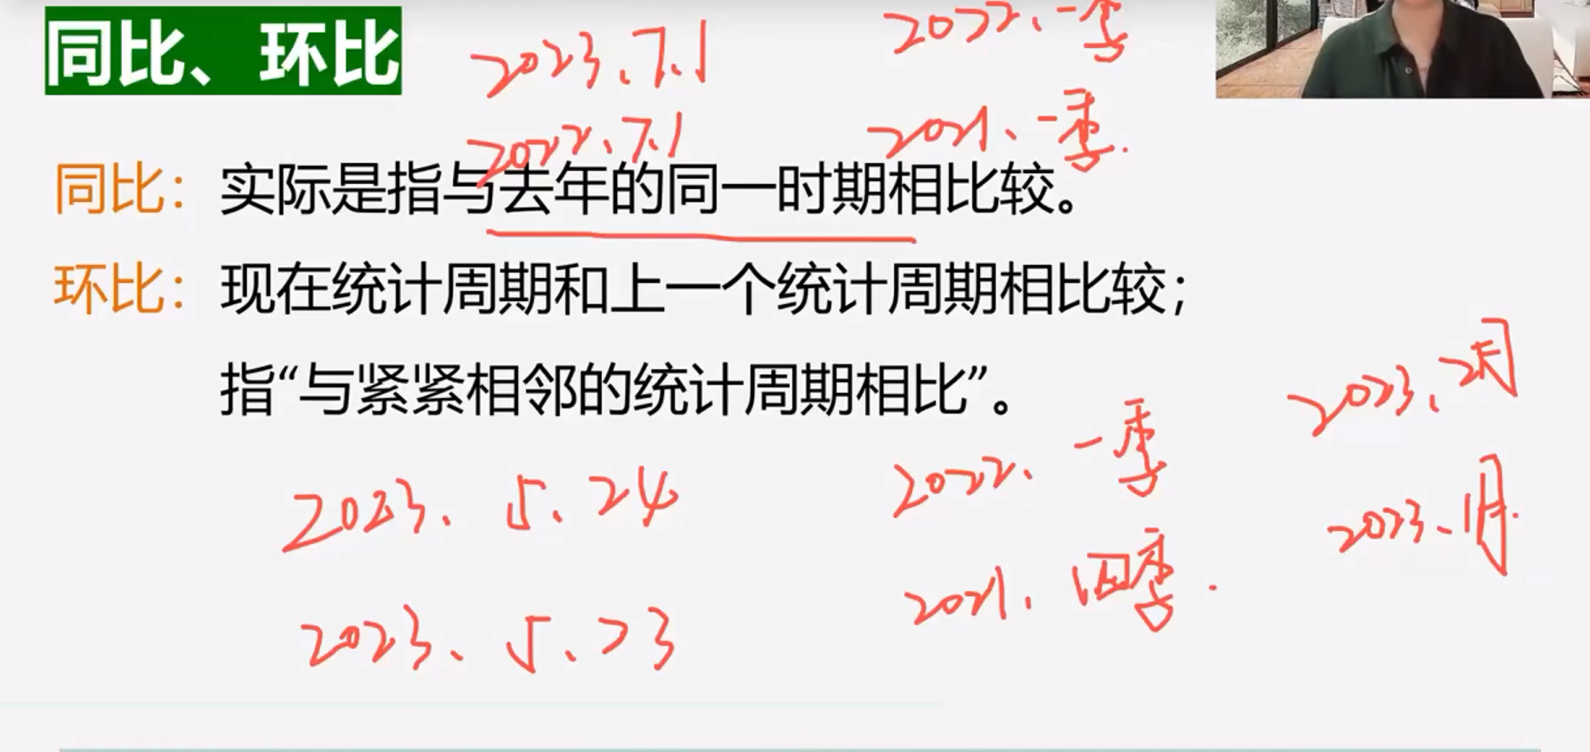 同比、环比
2023、7.1
2022、一季
2022、7.1
2021、一季.
同比：实际是指与去年的同一时期相比较。
环比：现在统计周期和上一个统计周期相比较；
指“与紧紧相邻的统计周期相比”。
2023、2月
2022、一季
2023、1月.
2023、5、24
2021、四季.
2023、5、23